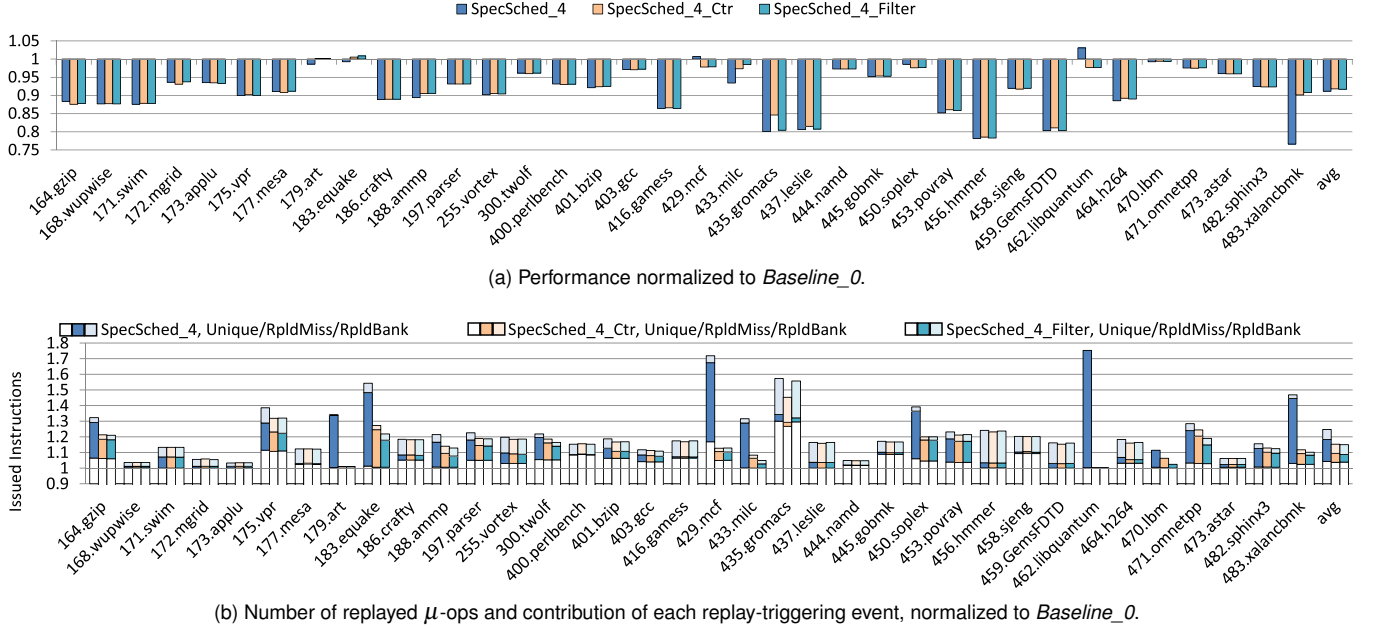 SpecSched_4 SpecSched_4_Ctr SpecSched_4_Filter
1.05
1
0.95
0.9
0.85
0.8
0.75
164.gzip
168.wupwise
171.swim
172.mgrid
173.applu
175.vpr
177.mesa
179.art
183.equake
186.crafty
188.ammp
197.parser
255.vortex
300.twolf
400.perlbench
401.bzip
403.gcc
416.gamess
429.mcf
433.milc
435.gromacs
437.leslie
444.namd
445.gobmk
450.soplex
453.povray
456.hmmer
458.sjeng
459.GemsFDTD
462.libquantum
464.h264
470.lbm
471.omnetpp
473.astar
482.sphinx3
483.xalancbmk
avg
(a) Performance normalized to Baseline_0.
SpecSched_4, Unique/RpldMiss/RpldBank SpecSched_4_Ctr, Unique/RpldMiss/RpldBank SpecSched_4_Filter, Unique/RpldMiss/RpldBank
Issued Instructions
1.8
1.7
1.6
1.5
1.4
1.3
1.2
1.1
1
0.9
164.gzip
168.wupwise
171.swim
172.mgrid
173.applu
175.vpr
177.mesa
179.art
183.equake
186.crafty
188.ammp
197.parser
255.vortex
300.twolf
400.perlbench
401.bzip
403.gcc
416.gamess
429.mcf
433.milc
435.gromacs
437.leslie
444.namd
445.gobmk
450.soplex
453.povray
456.hmmer
458.sjeng
459.GemsFDTD
462.libquantum
464.h264
470.lbm
471.omnetpp
473.astar
482.sphinx3
483.xalancbmk
avg
(b) Number of replayed μ-ops and contribution of each replay-triggering event, normalized to Baseline_0.